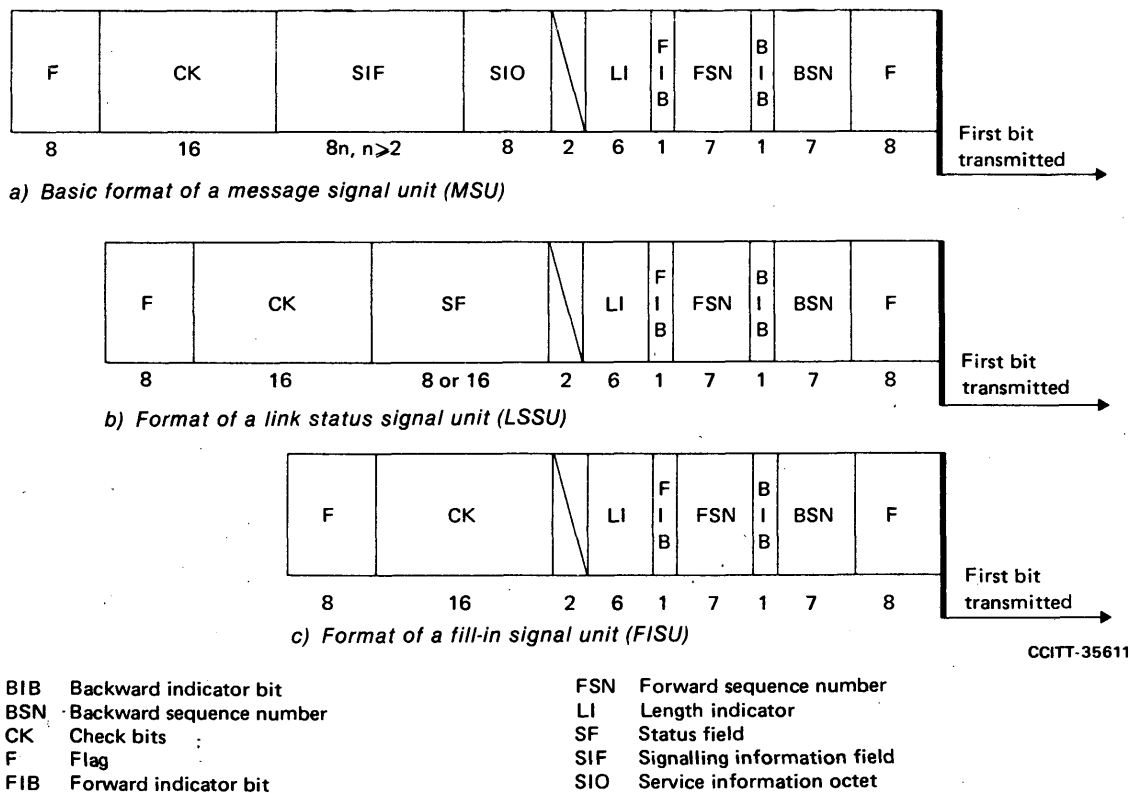 F CK SIF SIO LI FIB FSN BIB BSN F
8 16 8n, n⩾2 8 2 6 1 7 1 7 8
First bit
transmitted
a) Basic format of a message signal unit (MSU)
F CK SF LI FIB FSN BIB BSN F
8 16 8 or 16 2 6 1 7 1 7 8
First bit
transmitted
b) Format of a link status signal unit (LSSU)
F CK LI FIB FSN BIB BSN F
8 16 2 6 1 7 1 7 8
First bit
transmitted
c) Format of a fill-in signal unit (FISU)
CCITT-35611
BIB Backward indicator bit
BSN Backward sequence number
CK Check bits
F Flag
FIB Forward indicator bit
FSN Forward sequence number
LI Length indicator
SF Status field
SIF Signalling information field
SIO Service information octet